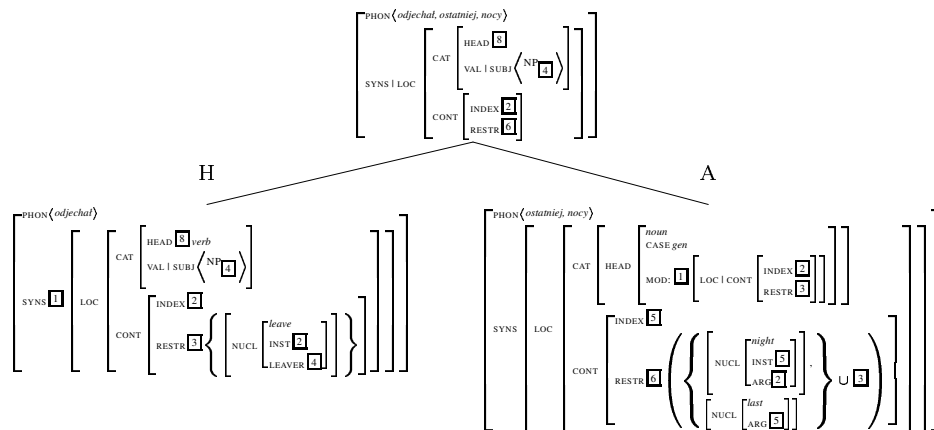 PHON⟨odjechał, ostatniej, nocy⟩
HEAD 8
CAT
VAL | SUBJ ⟨NP 4⟩
SYNS | LOC
INDEX 2
CONT
RESTR 6
H
A
PHON⟨odjechał⟩
HEAD 8 verb
CAT
VAL | SUBJ ⟨NP 4⟩
SYNS 1 LOC
INDEX 2
CONT
leave
RESTR 3 { NUCL INST 2 }
LEAVER 4
PHON⟨ostatniej, nocy⟩
noun
CASE gen
CAT HEAD
INDEX 2
MOD: 1 LOC | CONT
RESTR 3
SYNS LOC
INDEX 5
CONT
night
NUCL INST 5 ,
RESTR 6 ( { ARG 2 } ∪ 3 )
last
NUCL
ARG 5